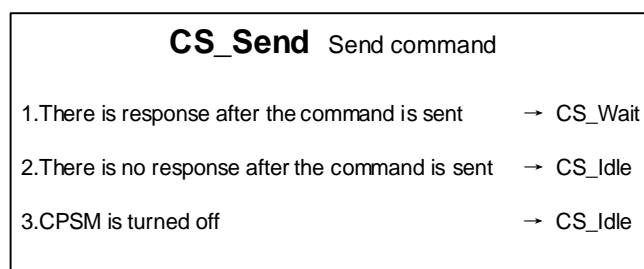 CS_Send Send command
1.There is response after the command is sent → CS_Wait
2.There is no response after the command is sent → CS_Idle
3.CPSM is turned off → CS_Idle